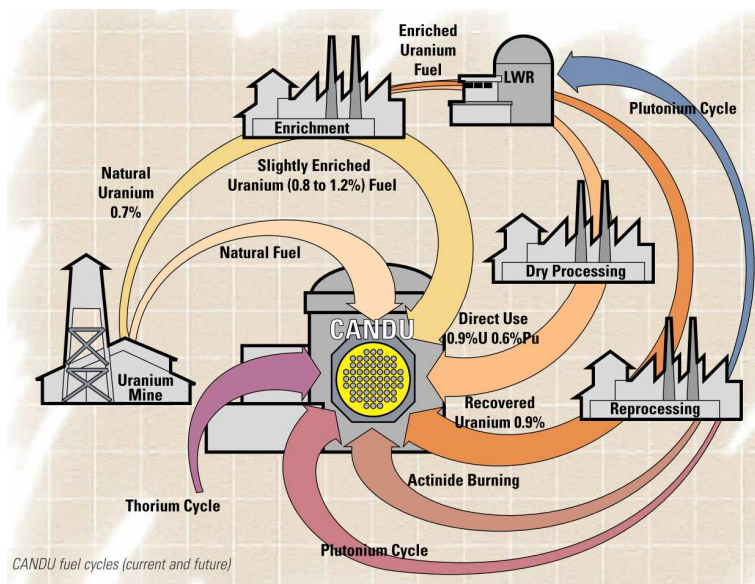 Enriched
Uranium
Fuel
LWR
Plutonium Cycle
Enrichment
Natural
Uranium
0.7%
Slightly Enriched
Uranium (0.8 to 1.2%) Fuel
Natural Fuel
Dry Processing
CANDU
Direct Use
0.9%U 0.6%Pu
Uranium
Mine
Recovered
Uranium 0.9%
Reprocessing
Actinide Burning
Thorium Cycle
Plutonium Cycle
CANDU fuel cycles (current and future)